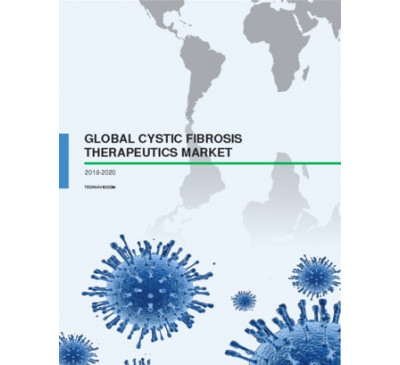 GLOBAL CYSTIC FIBROSIS
THERAPEUTICS MARKET
2016-2020